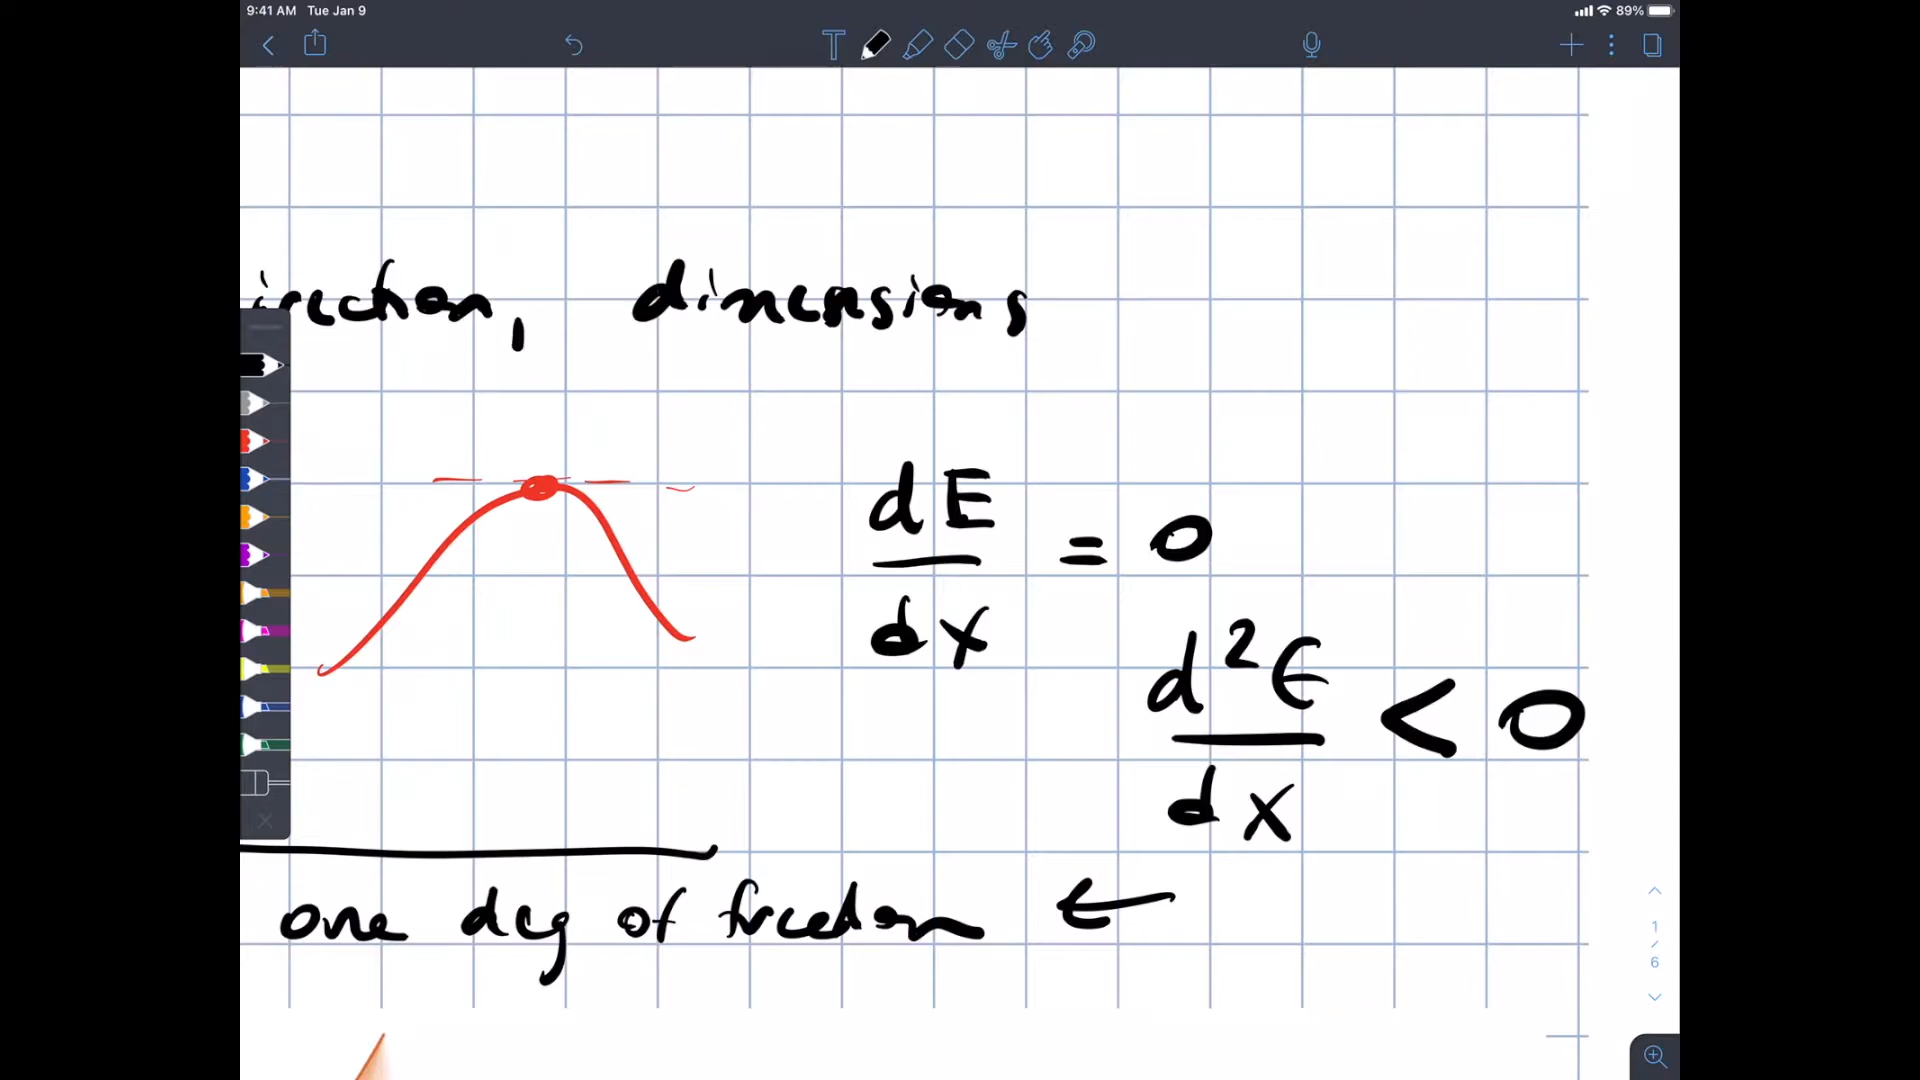 9:41 AM Tue Jan 9
89%
irection, dimensions
dE
dx
= 0
d²E
dx
< 0
one deg of freedom ←
1
/
6